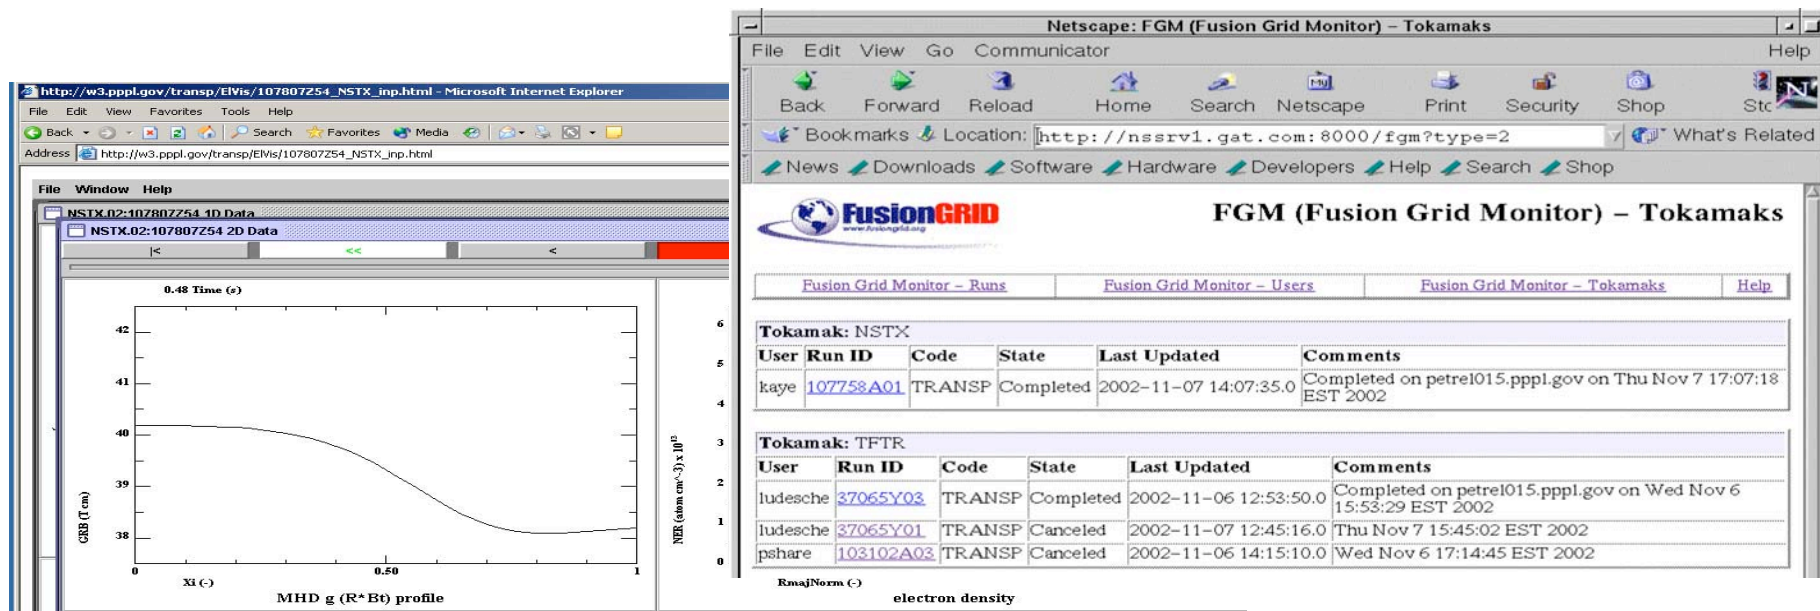 http://w3.pppl.gov/transp/ElVis/107807Z54_NSTX_inp.html - Microsoft Internet Explorer
File Edit View Favorites Tools Help
Back Search Favorites Media
Address http://w3.pppl.gov/transp/ElVis/107807Z54_NSTX_inp.html
File Window Help
NSTX.02:107807Z54 1D Data
NSTX.02:107807Z54 2D Data
|< << <
0.48 Time (s)
42
41
40
39
38
GRB (T cm)
0 0.50 1
Xi (-)
MHD g (R*Bt) profile
6
5
4
3
2
1
0
NER (atom cm^-3) x 10^13
RmajNorm (-)
electron density
Netscape: FGM (Fusion Grid Monitor) – Tokamaks
File Edit View Go Communicator Help
Back Forward Reload Home Search Netscape Print Security Shop
My
N
Bookmarks Location: http://nssrv1.gat.com:8000/fgm?type=2 What's Related
News Downloads Software Hardware Developers Help Search Shop
FUSIONGRID
www.fusiongrid.org
FGM (Fusion Grid Monitor) – Tokamaks
Fusion Grid Monitor – Runs Fusion Grid Monitor – Users Fusion Grid Monitor – Tokamaks Help
Tokamak: NSTX
User Run ID Code State Last Updated Comments
kaye 107758A01 TRANSP Completed 2002–11–07 14:07:35.0 Completed on petrel015.pppl.gov on Thu Nov 7 17:07:18
EST 2002
Tokamak: TFTR
User Run ID Code State Last Updated Comments
ludesche 37065Y03 TRANSP Completed 2002–11–06 12:53:50.0 Completed on petrel015.pppl.gov on Wed Nov 6
15:53:29 EST 2002
ludesche 37065Y01 TRANSP Canceled 2002–11–07 12:45:16.0 Thu Nov 7 15:45:02 EST 2002
pshare 103102A03 TRANSP Canceled 2002–11–06 14:15:10.0 Wed Nov 6 17:14:45 EST 2002